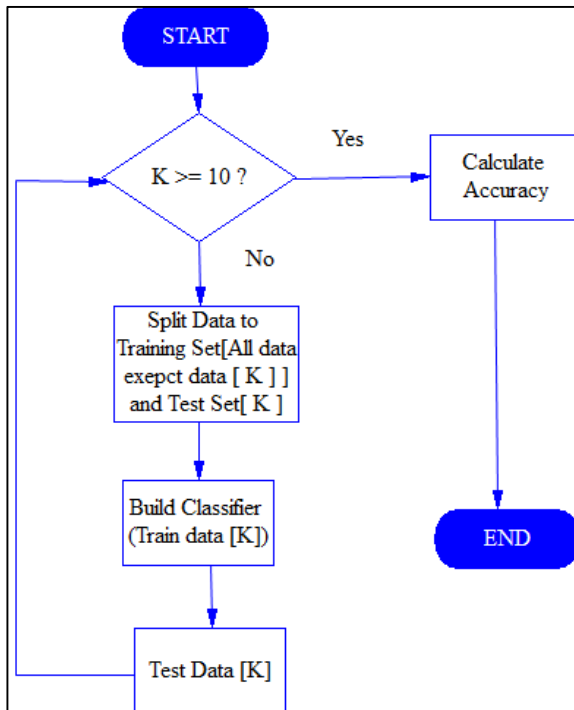 START
K >= 10 ?
Yes
Calculate
Accuracy
No
Split Data to
Training Set[All data
exepct data [ K ] ]
and Test Set[ K ]
Build Classifier
(Train data [K])
Test Data [K]
END